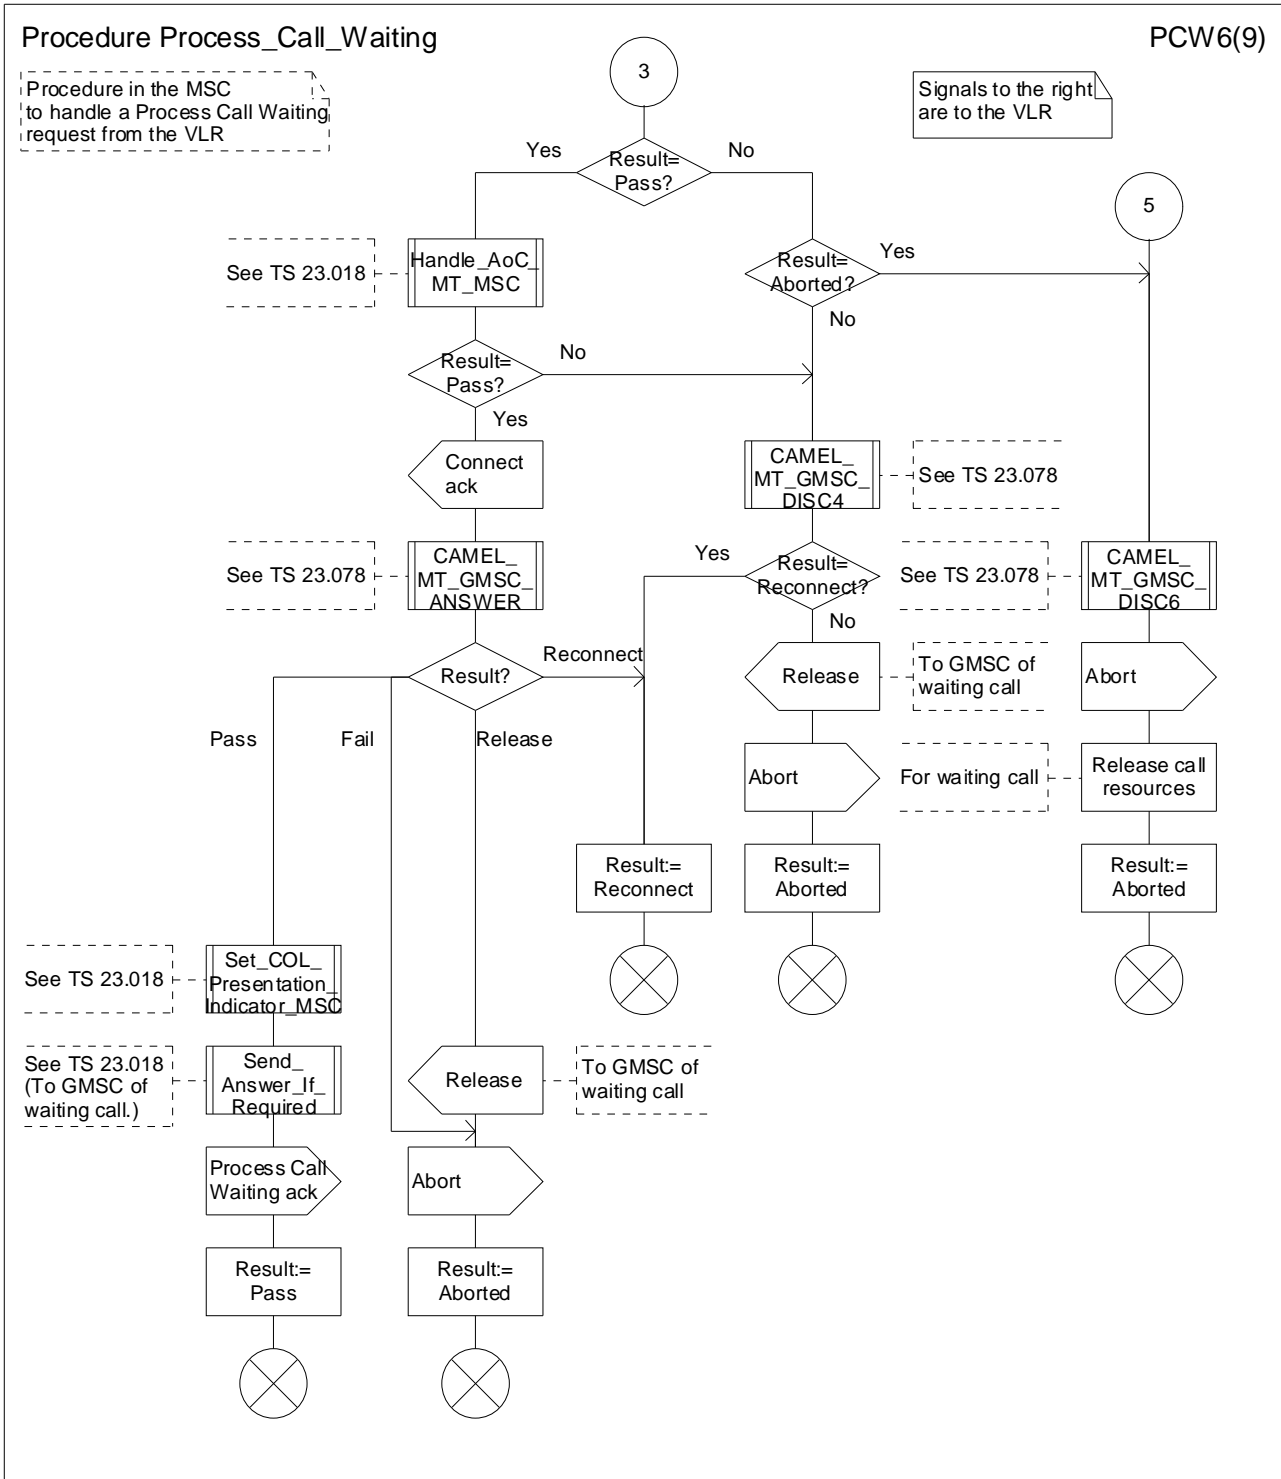 Procedure Process_Call_Waiting
PCW6(9)
Procedure in the MSC
to handle a Process Call Waiting
request from the VLR
3
Signals to the right
are to the VLR
Yes
Result=
Pass?
No
5
See TS 23.018
Handle_AoC_
MT_MSC
Result=
Aborted?
Yes
No
Result=
Pass?
No
Yes
Connect
ack
CAMEL_
MT_GMSC_
DISC4
See TS 23.078
See TS 23.078
CAMEL_
MT_GMSC_
ANSWER
Yes
Result=
Reconnect?
No
See TS 23.078
CAMEL_
MT_GMSC_
DISC6
Result?
Reconnect
Release
To GMSC of
waiting call
Abort
Pass
Fail
Release
Abort
For waiting call
Release call
resources
Result:=
Reconnect
Result:=
Aborted
Result:=
Aborted
See TS 23.018
Set_COL_
Presentation_
Indicator_MSC
See TS 23.018
(To GMSC of
waiting call.)
Send_
Answer_If_
Required
Release
To GMSC of
waiting call
Process Call
Waiting ack
Abort
Result:=
Pass
Result:=
Aborted